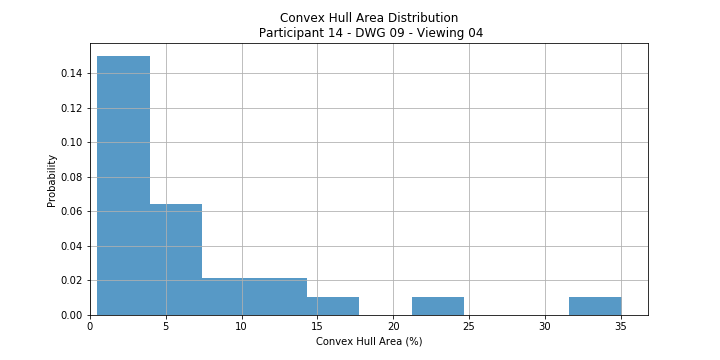 Convex Hull Area Distribution
Participant 14 - DWG 09 - Viewing 04
0.14
0.12
0.10
0.08
0.06
0.04
0.02
0.00
Probability
0 5 10 15 20 25 30 35
Convex Hull Area (%)